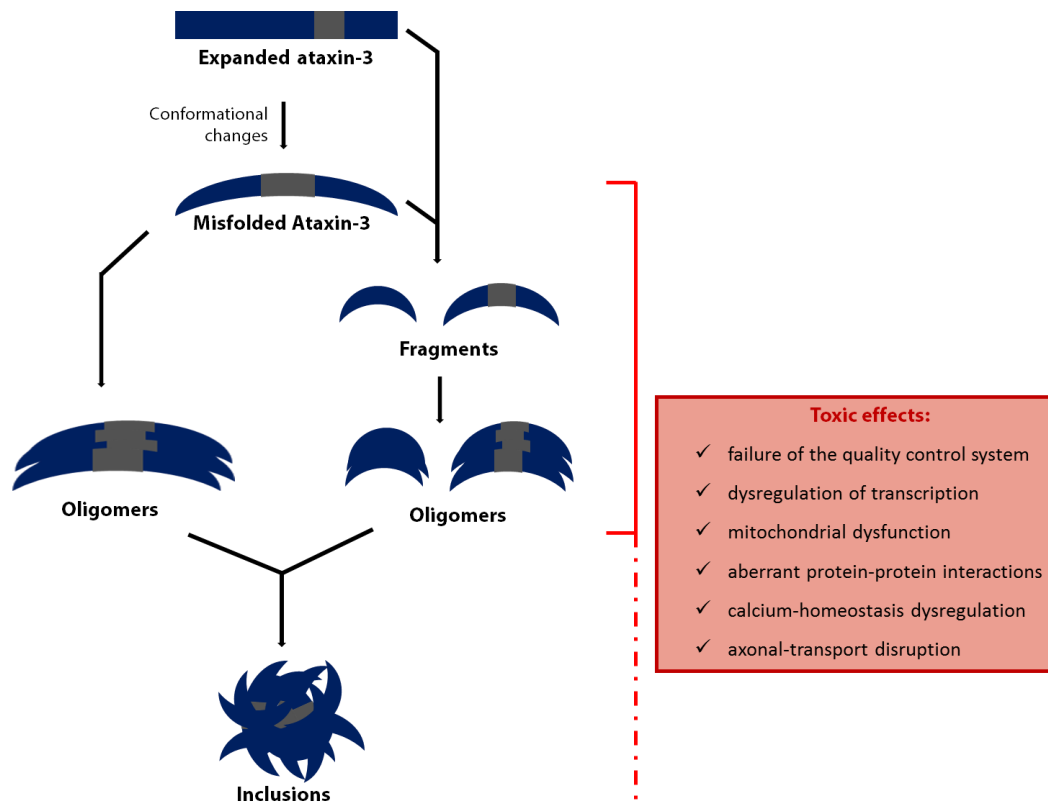 Expanded ataxin-3
Conformational
changes
Misfolded Ataxin-3
Fragments
Oligomers
Oligomers
Inclusions
Toxic effects:
✓ failure of the quality control system
✓ dysregulation of transcription
✓ mitochondrial dysfunction
✓ aberrant protein-protein interactions
✓ calcium-homeostasis dysregulation
✓ axonal-transport disruption